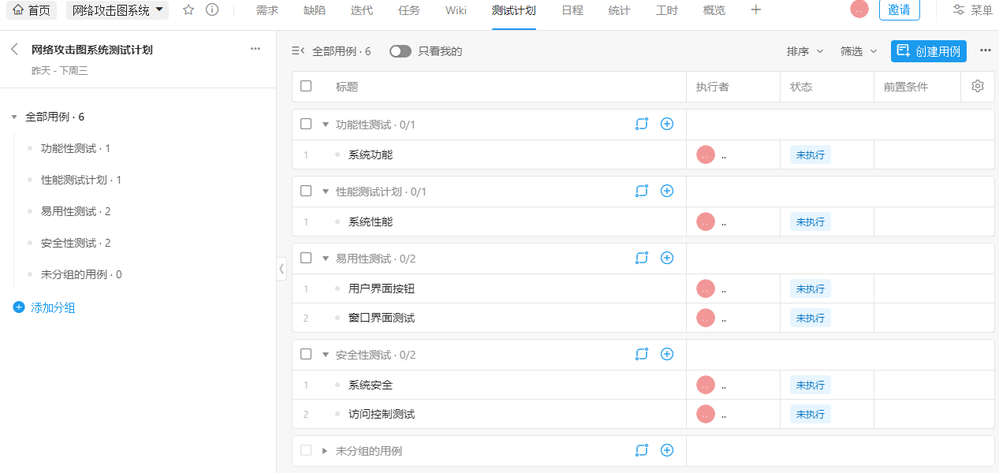 首页 网络攻击图系统 需求 缺陷 迭代 任务 Wiki 测试计划 日程 统计 工时 概览 邀请 菜单
网络攻击图系统测试计划
昨天 - 下周三
全部用例 · 6
功能性测试 · 1
性能测试计划 · 1
易用性测试 · 2
安全性测试 · 2
未分组的用例 · 0
添加分组
全部用例 · 6 只看我的 排序 筛选 创建用例
标题 执行者 状态 前置条件
功能性测试 · 0/1
1 系统功能 .. .. 未执行
性能测试计划 · 0/1
1 系统性能 .. .. 未执行
易用性测试 · 0/2
1 用户界面按钮 .. .. 未执行
2 窗口界面测试 .. .. 未执行
安全性测试 · 0/2
1 系统安全 .. .. 未执行
2 访问控制测试 .. .. 未执行
未分组的用例